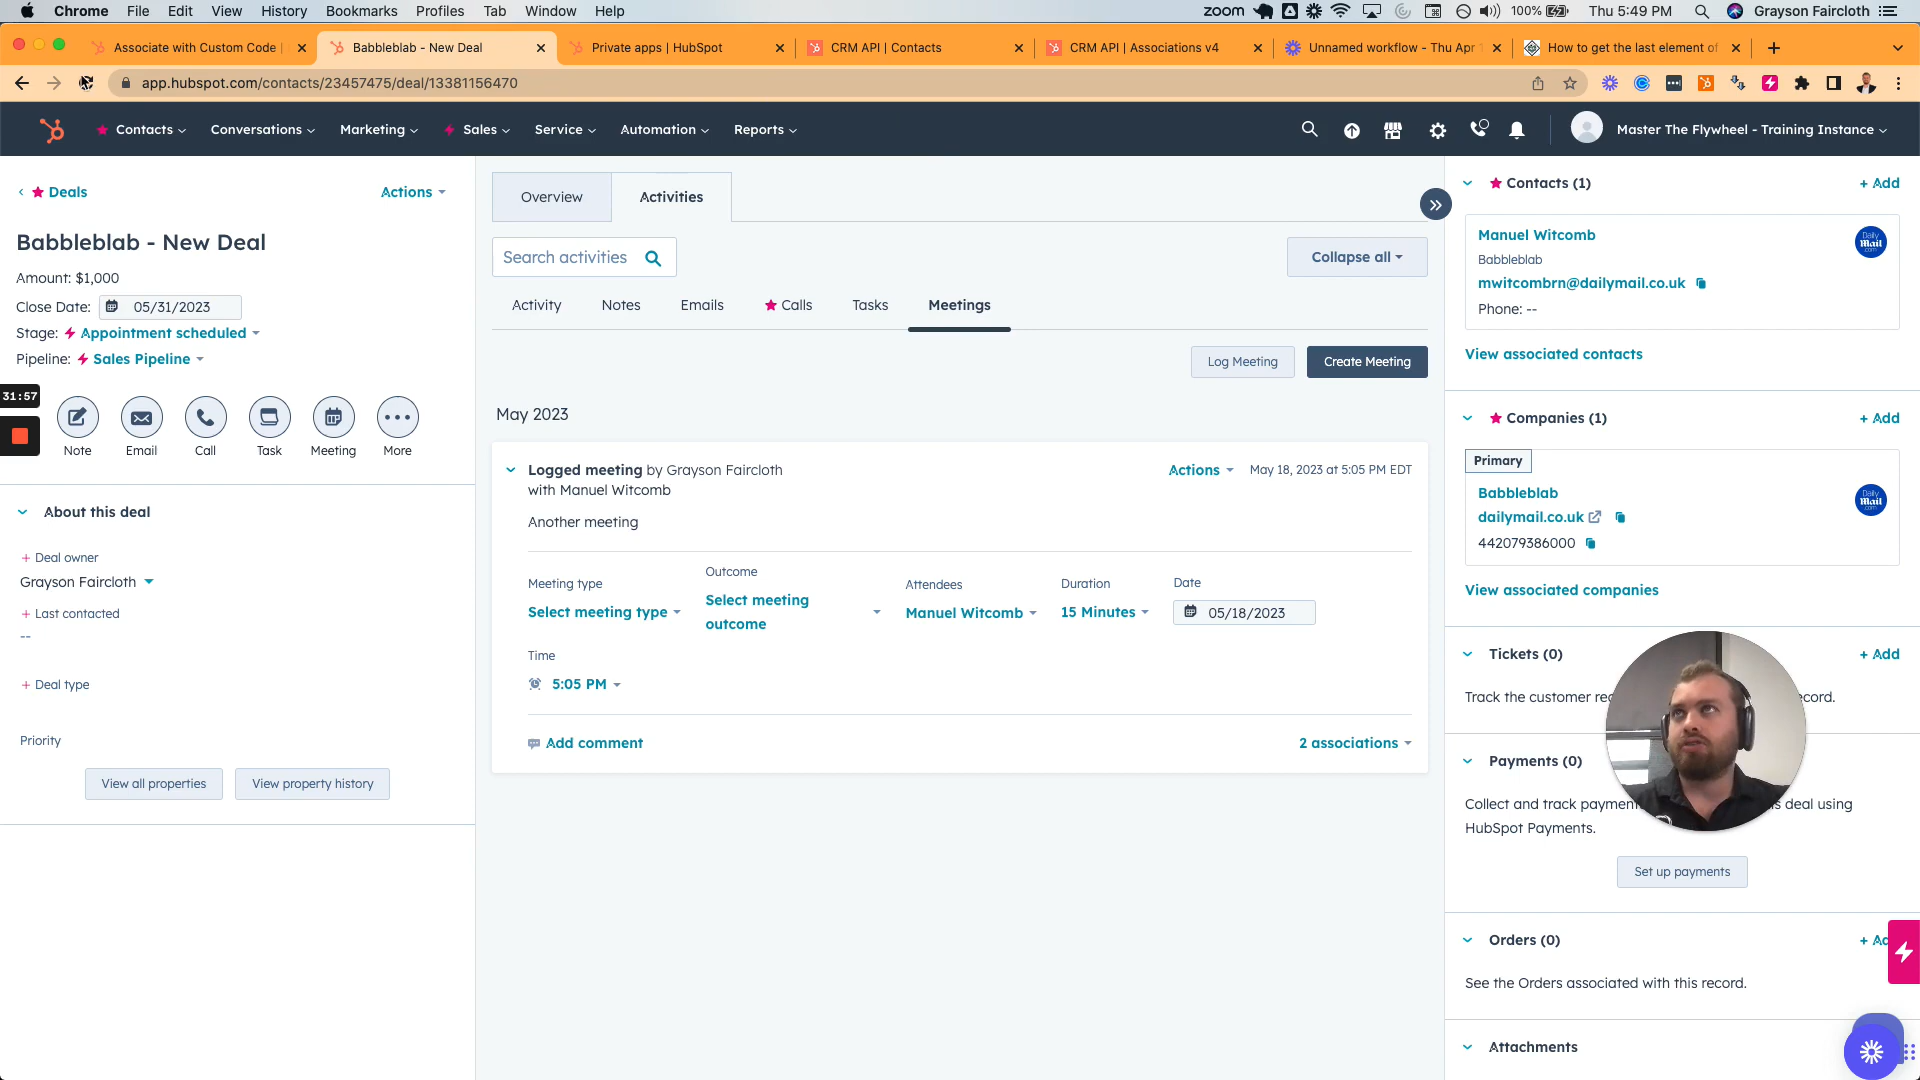 Chrome File Edit View History Bookmarks Profiles Tab Window Help zoom 100% Thu 5:49 PM Grayson Faircloth
Associate with Custom Code | Babbleblab - New Deal Private apps | HubSpot CRM API | Contacts CRM API | Associations v4 Unnamed workflow - Thu Apr How to get the last element of
app.hubspot.com/contacts/23457475/deal/13381156470
Contacts Conversations Marketing Sales Service Automation Reports Master The Flywheel - Training Instance
Deals Actions
Babbleblab - New Deal
Amount: $1,000
Close Date: 05/31/2023
Stage: Appointment scheduled
Pipeline: Sales Pipeline
31:57
Note Email Call Task Meeting More
About this deal
+ Deal owner
Grayson Faircloth
+ Last contacted
--
+ Deal type
Priority
View all properties View property history
Overview Activities
Search activities Collapse all
Activity Notes Emails Calls Tasks Meetings
Log Meeting Create Meeting
May 2023
Logged meeting by Grayson Faircloth Actions May 18, 2023 at 5:05 PM EDT
with Manuel Witcomb
Another meeting
Meeting type Outcome Attendees Duration Date
Select meeting type Select meeting outcome Manuel Witcomb 15 Minutes 05/18/2023
Time
5:05 PM
Add comment 2 associations
Contacts (1) + Add
Manuel Witcomb
Babbleblab
mwitcombrn@dailymail.co.uk
Phone: --
Daily
Mail
.com
View associated contacts
Companies (1) + Add
Primary
Babbleblab
dailymail.co.uk
442079386000
Daily
Mail
.com
View associated companies
Tickets (0) + Add
Track the customer ecord.
Payments (0)
Collect and track s deal using
HubSpot Payments.
Set up payments
Orders (0) + Ad
See the Orders associated with this record.
Attachments